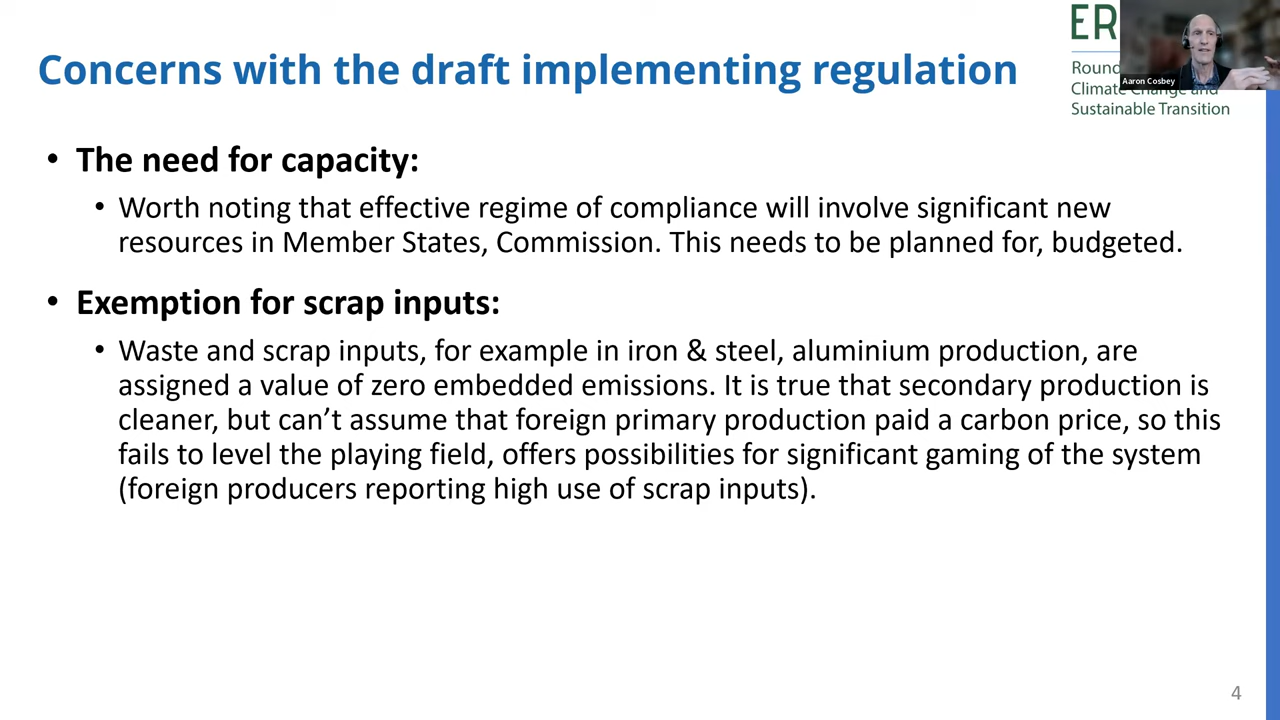 Concerns with the draft implementing regulation
ER
Aaron Cosbey
Climate Change and
Sustainable Transition
• The need for capacity:
• Worth noting that effective regime of compliance will involve significant new
resources in Member States, Commission. This needs to be planned for, budgeted.
• Exemption for scrap inputs:
• Waste and scrap inputs, for example in iron & steel, aluminium production, are
assigned a value of zero embedded emissions. It is true that secondary production is
cleaner, but can’t assume that foreign primary production paid a carbon price, so this
fails to level the playing field, offers possibilities for significant gaming of the system
(foreign producers reporting high use of scrap inputs).
4